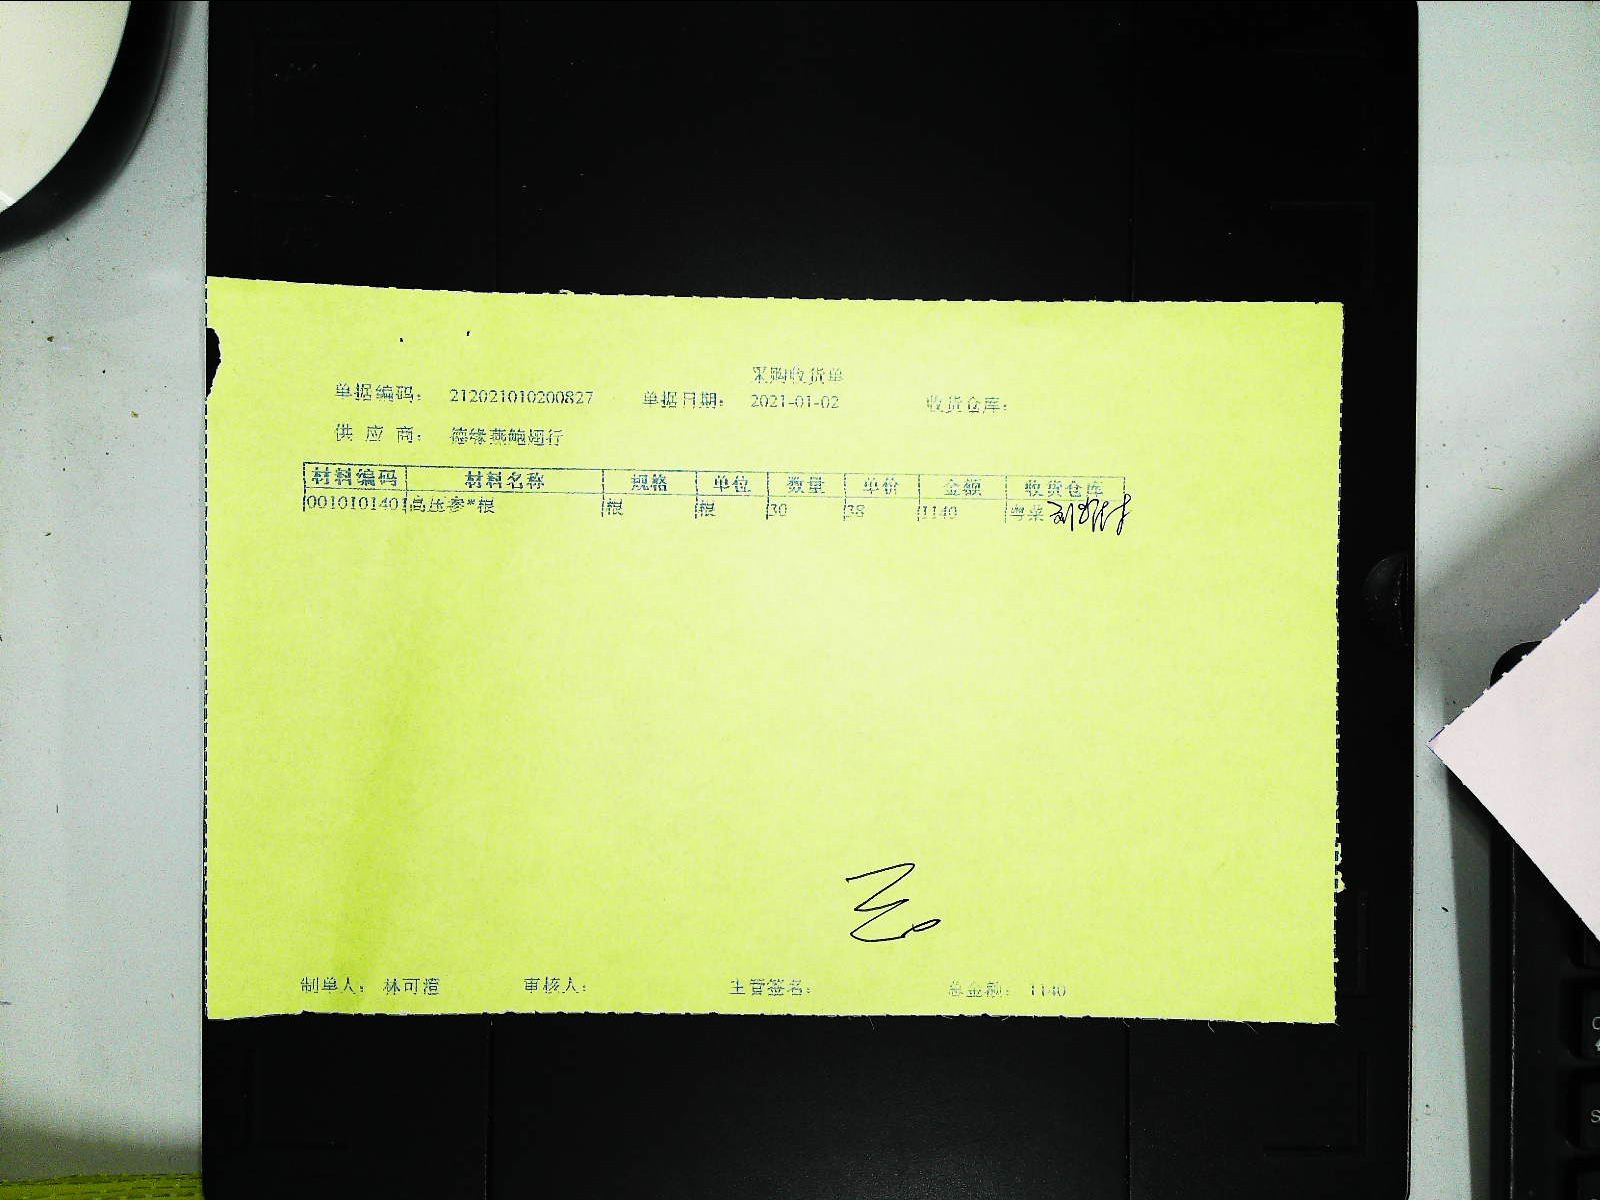 采购收货单
单据编码： 212021010200827 单据日期： 2021-01-02 收货仓库：
供 应 商： 德缘燕鲍翅行
材料编码 材料名称 规格 单位 数量 单价 金额 收货仓库
0010101401 高压参*根 根 根 30 38 1140 粤菜
制单人： 林可澄 审核人： 主管签名： 总金额： 1140